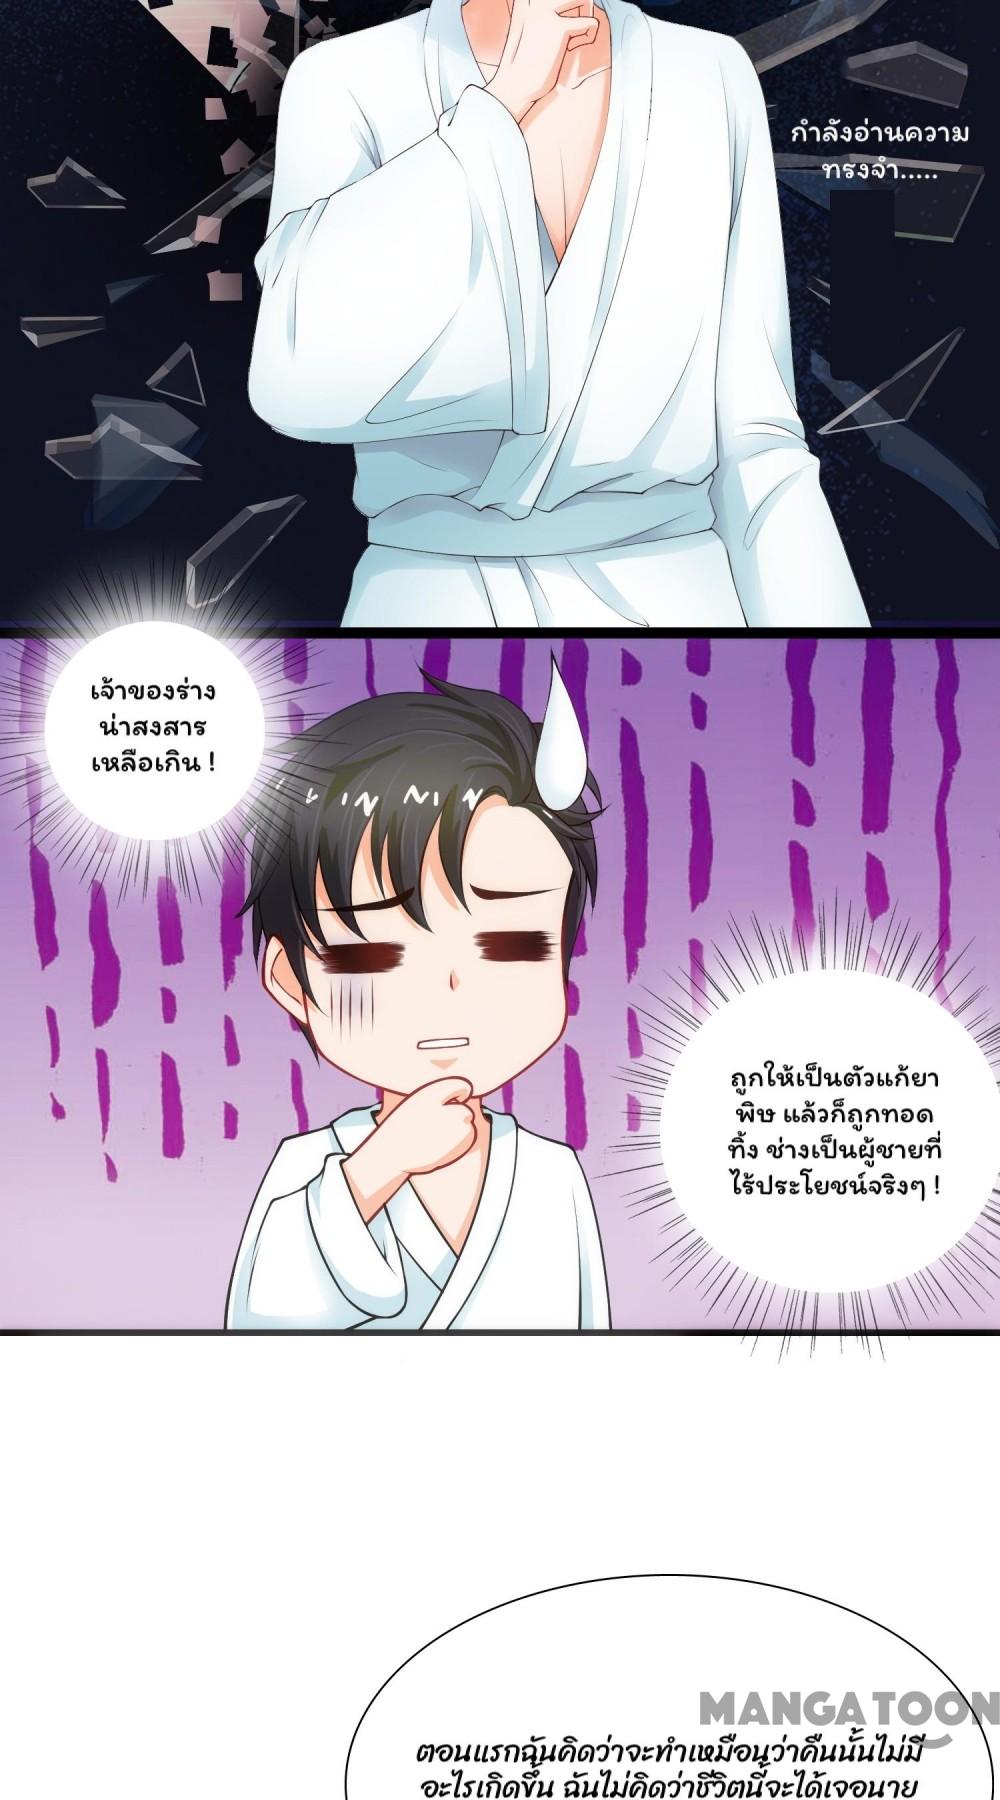 กำลังอ่านความ
ทรงจำ.....
เจ้าของร่าง
น่าสงสาร
เหลือเกิน !
ถูกให้เป็นตัวแก้ยา
พิษ แล้วก็ถูกทอด
ทิ้ง ช่างเป็นผู้ชายที่
ไร้ประโยชน์จริงๆ !
MANGATOON
ตอนแรกฉันคิดว่าจะทำเหมือนว่าคืนนั้นไม่มี
อะไรเกิดขึ้น ฉันไม่คิดว่าชีวิตนี้จะได้เจอนาย